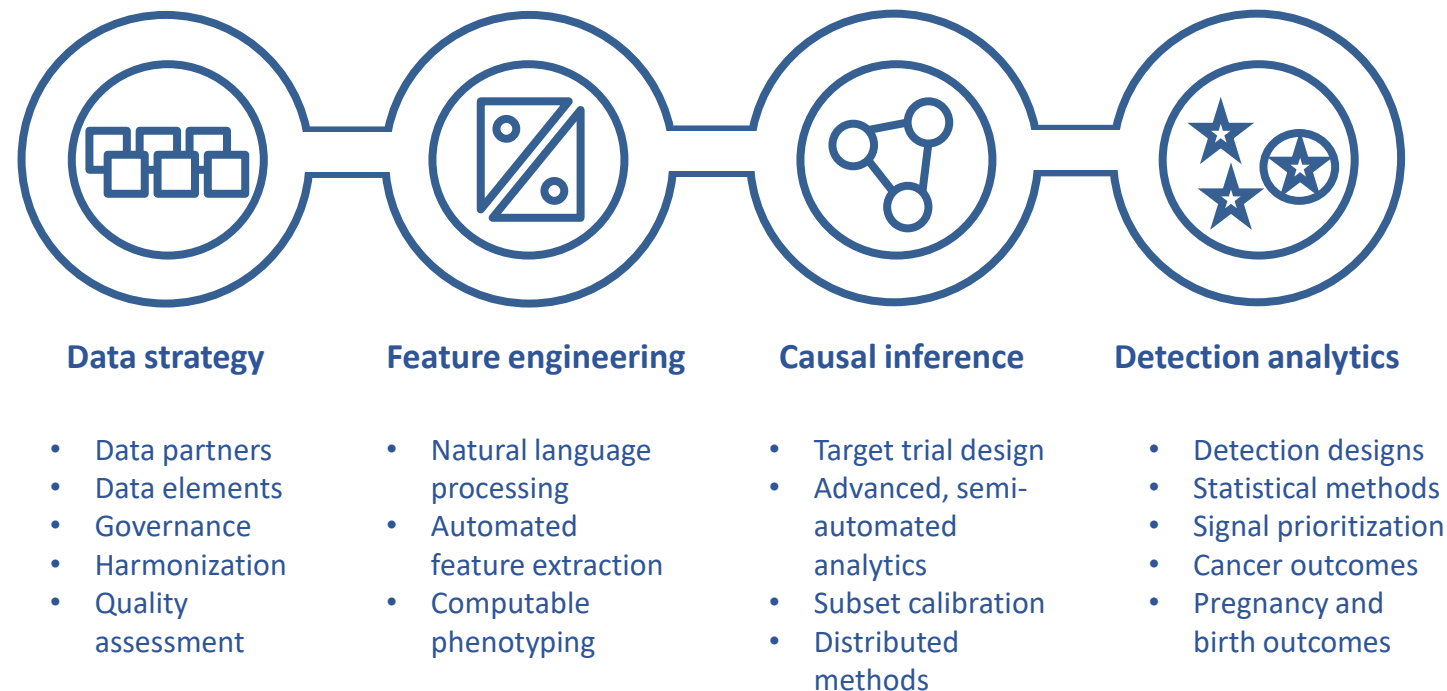 Data strategy
• Data partners
• Data elements
• Governance
• Harmonization
• Quality
assessment
Feature engineering
• Natural language
processing
• Automated
feature extraction
• Computable
phenotyping
Causal inference
• Target trial design
• Advanced, semi-
automated
analytics
• Subset calibration
• Distributed
methods
Detection analytics
• Detection designs
• Statistical methods
• Signal prioritization
• Cancer outcomes
• Pregnancy and
birth outcomes